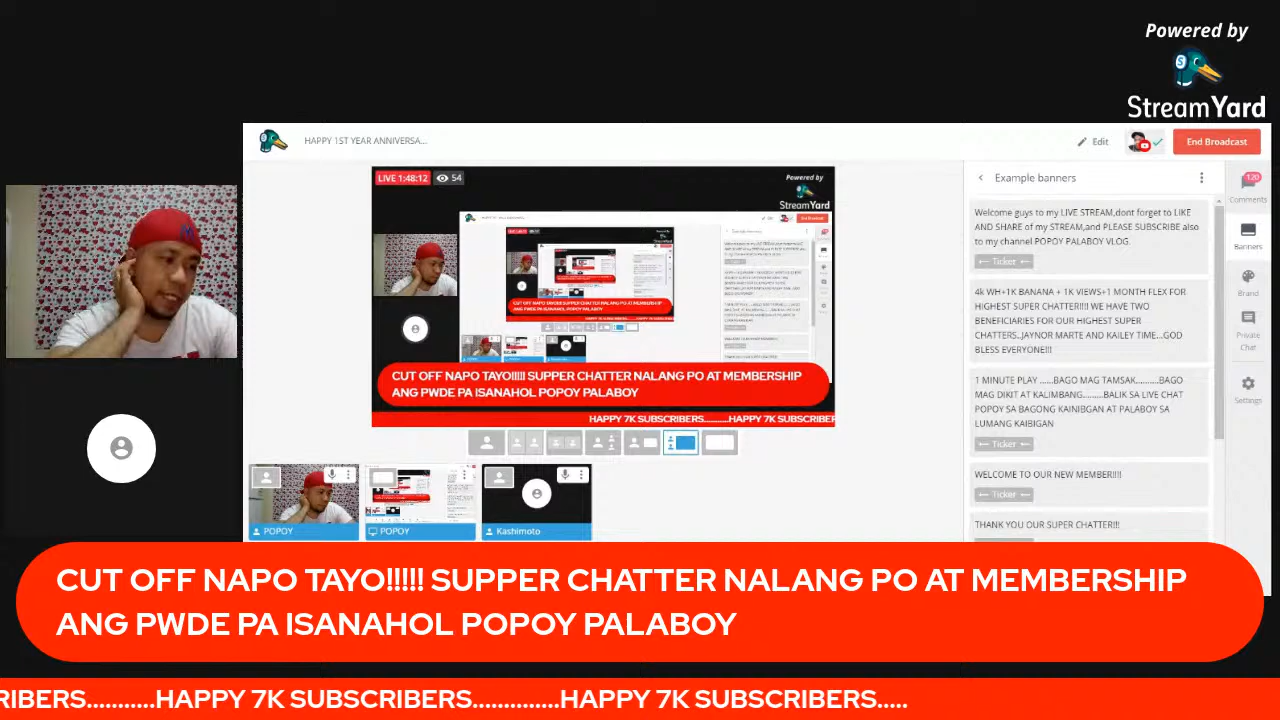 Powered by
StreamYard
HAPPY 1ST YEAR ANNIVERSA...
Edit
End Broadcast
LIVE 1:48:12
54
Powered by
StreamYard
CUT OFF NAPO TAYO!!!!! SUPPER CHATTER NALANG PO AT MEMBERSHIP
ANG PWDE PA ISANAHOL POPOY PALABOY
HAPPY 7K SUBSCRIBERS...........HAPPY 7K SUBSCRIBERS
Example banners
Welcome guys to my LIVE STREAM,dont forget to LIKE
AND SHARE of my STREAM,and PLEASE SUBSCRIBE also
to my channel POPOY PALABOY VLOG.
Ticker
4k WH+1K BANANA + 1K VIEWS+1 MONTH FLEX FOR
HIGHEST SUPER CHATTER!!!!! WE HAVE TWO
BENEFICIARIES FOR OUR HIGHEST SUPER
CHATTERS..JAYNOR MARTE AND KAILEY TIME...GOD
BLESS EVERYONE!!!
1 MINUTE PLAY ......BAGO MAG TAMSAK..........BAGO
MAG DIKIT AT KALIMBANG.........BALIK SA LIVE CHAT
POPOY SA BAGONG KAINIBGAN AT PALABOY SA
LUMANG KAIBIGAN
Ticker
WELCOME TO OUR NEW MEMBER!!!!
Ticker
THANK YOU OUR SUPER CHATTER!!!
120
Comments
Banners
Brand
Private
Chat
Settings
POPOY
POPOY
Kashimoto
CUT OFF NAPO TAYO!!!!! SUPPER CHATTER NALANG PO AT MEMBERSHIP
ANG PWDE PA ISANAHOL POPOY PALABOY
RIBERS...........HAPPY 7K SUBSCRIBERS..............HAPPY 7K SUBSCRIBERS.....